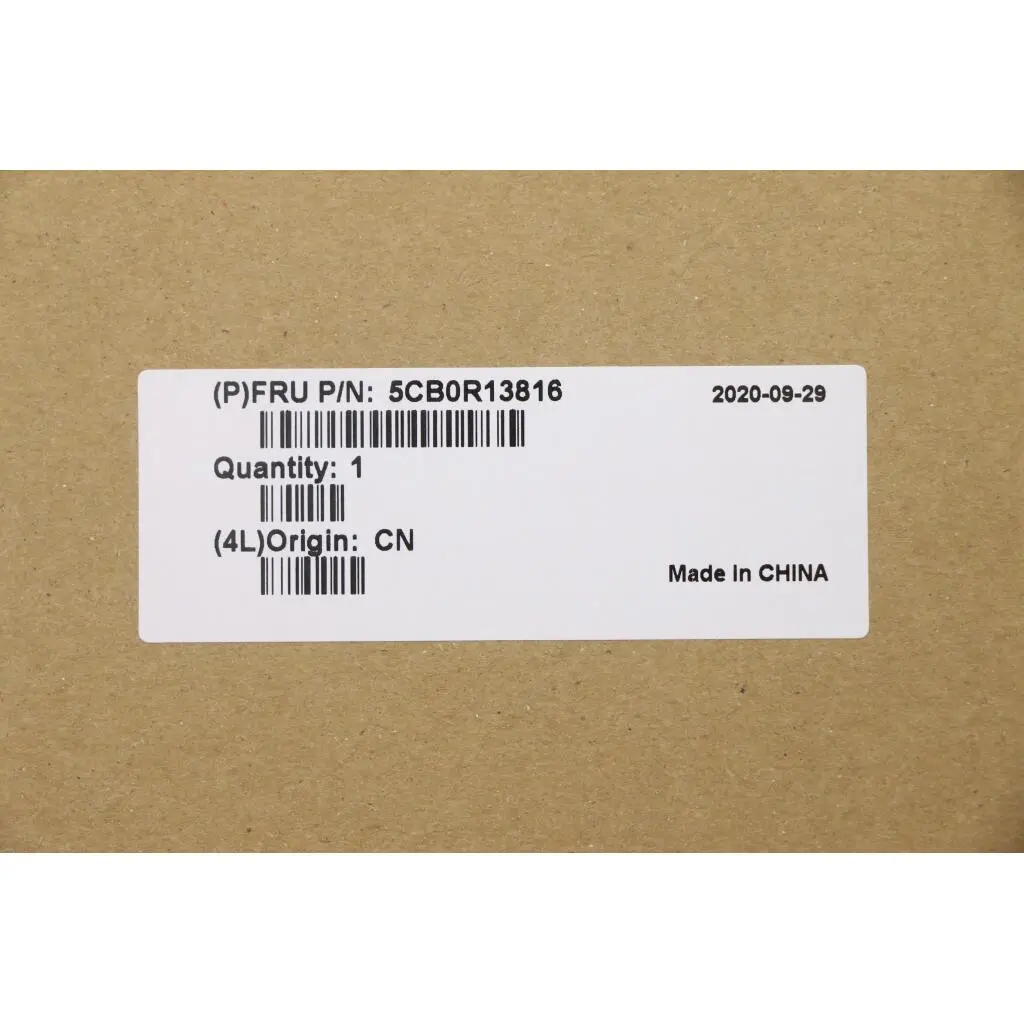 (P)FRU P/N: 5CB0R13816
2020-09-29
Quantity: 1
(4L)Origin: CN
Made in CHINA